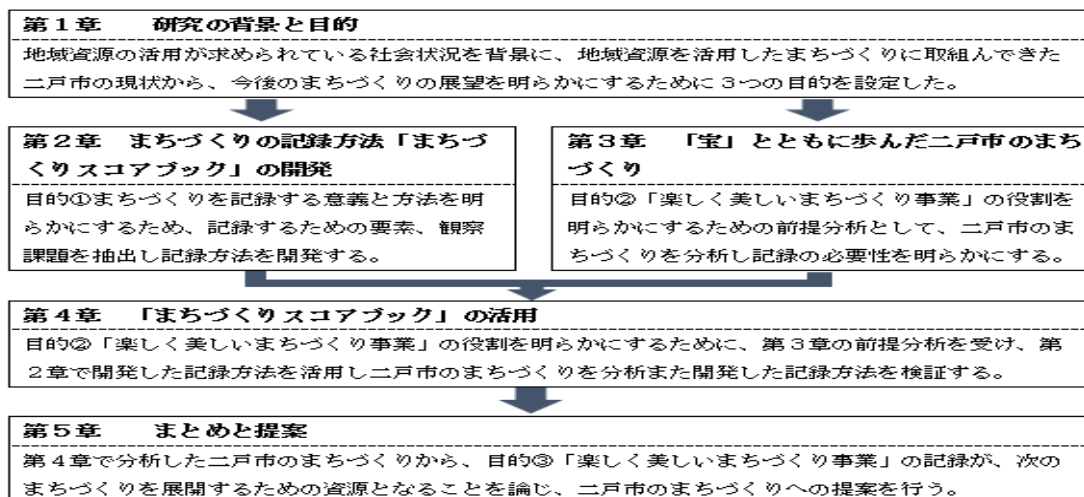 第１章　　研究の背景と目的
地域資源の活用が求められている社会状況を背景に、地域資源を活用したまちづくりに取組んできた
二戸市の現状から、今後のまちづくりの展望を明らかにするために３つの目的を設定した。
第２章　まちづくりの記録方法「まちづ
くりスコアブック」の開発
目的①まちづくりを記録する意義と方法を明
らかにするため、記録するための要素、観察
課題を抽出し記録方法を開発する。
第３章　「宝」とともに歩んだ二戸市のまち
づくり
目的②「楽しく美しいまちづくり事業」の役割を
明らかにするための前提分析として、二戸市のま
ちづくりを分析し記録の必要性を明らかにする。
第４章　「まちづくりスコアブック」の活用
目的②「楽しく美しいまちづくり事業」の役割を明らかにするために、第３章の前提分析を受け、第
２章で開発した記録方法を活用し二戸市のまちづくりを分析また開発した記録方法を検証する。
第５章　　まとめと提案
第４章で分析した二戸市のまちづくりから、目的③「楽しく美しいまちづくり事業」の記録が、次の
まちづくりを展開するための資源となることを論じ、二戸市のまちづくりへの提案を行う。